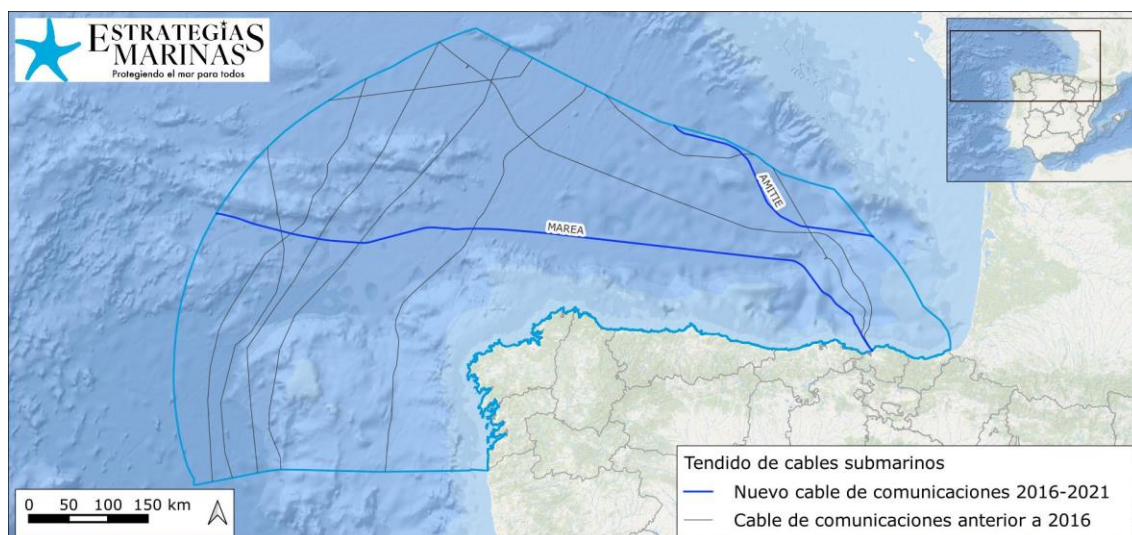 ESTRATEGIAS
MARINAS
Protegiendo el mar para todos
AMITIE
MAREA
0 50 100 150 km
Tendido de cables submarinos
Nuevo cable de comunicaciones 2016-2021
Cable de comunicaciones anterior a 2016